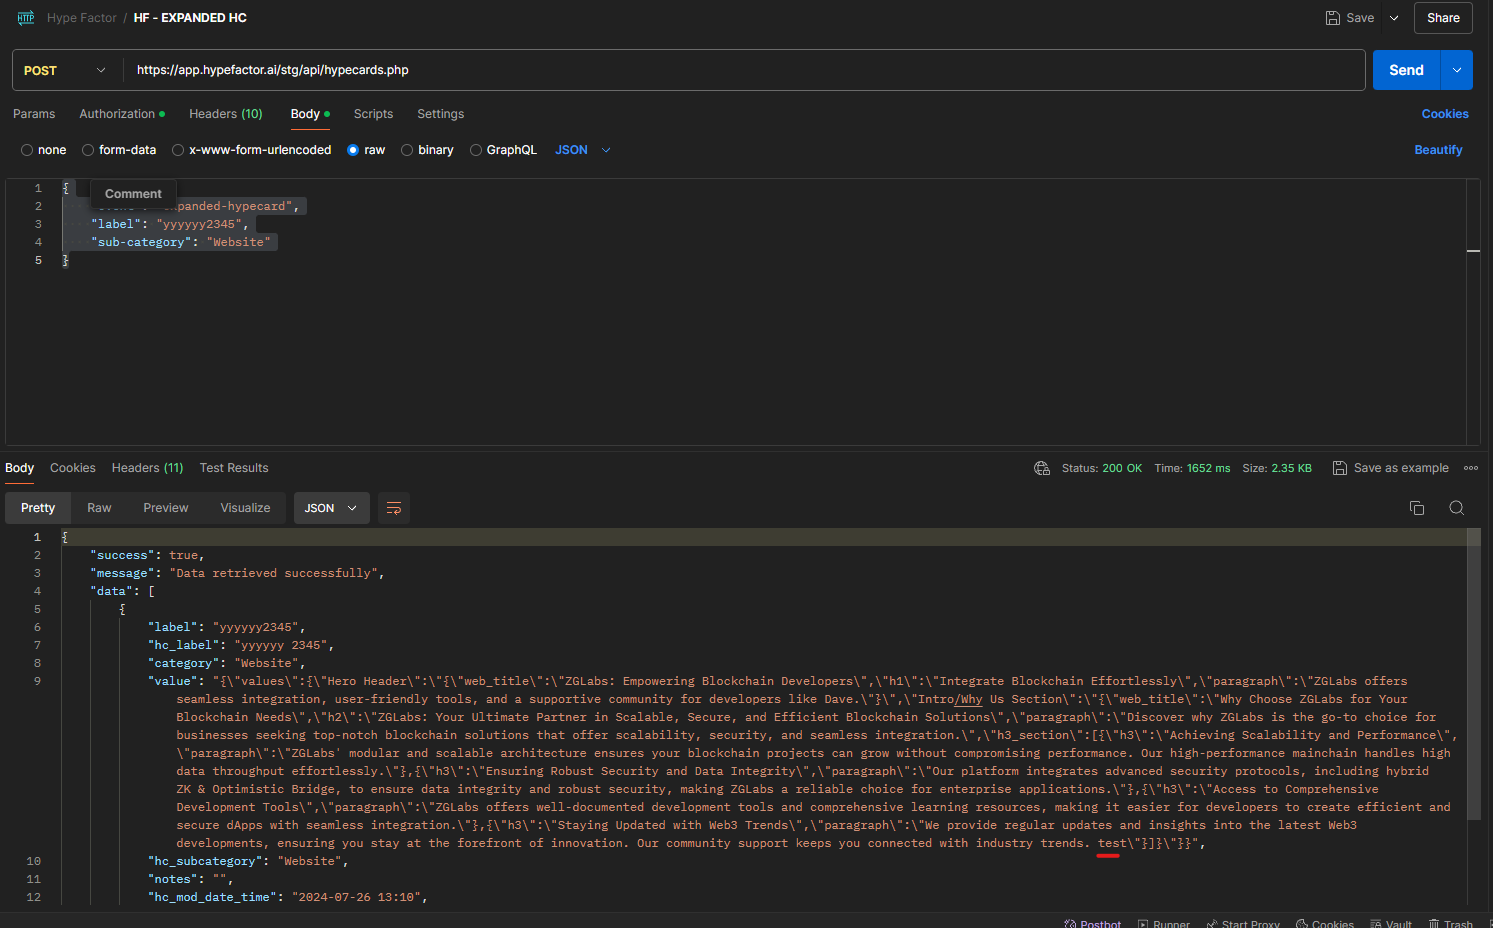 HTTP Hype Factor / HF - EXPANDED HC Save Share
POST https://app.hypefactor.ai/stg/api/hypecards.php Send
Params Authorization Headers (10) Body Scripts Settings Cookies
none form-data x-www-form-urlencoded raw binary GraphQL JSON Beautify
1 {
Comment
2 xpanded-hypecard",
3 "label": "yyyyyy2345",
4 "sub-category": "Website"
5 }
Body Cookies Headers (11) Test Results Status: 200 OK Time: 1652 ms Size: 2.35 KB Save as example
Pretty Raw Preview Visualize JSON
1 {
2 "success": true,
3 "message": "Data retrieved successfully",
4 "data": [
5 {
6 "label": "yyyyyy2345",
7 "hc_label": "yyyyyy 2345",
8 "category": "Website",
9 "value": "{\"values\":{\"Hero Header\":\"{\"web_title\":\"ZGLabs: Empowering Blockchain Developers\",\"h1\":\"Integrate Blockchain Effortlessly\",\"paragraph\":\"ZGLabs offers
seamless integration, user-friendly tools, and a supportive community for developers like Dave.\"}\",\"Intro/Why Us Section\":\"{\"web_title\":\"Why Choose ZGLabs for Your
Blockchain Needs\",\"h2\":\"ZGLabs: Your Ultimate Partner in Scalable, Secure, and Efficient Blockchain Solutions\",\"paragraph\":\"Discover why ZGLabs is the go-to choice for
businesses seeking top-notch blockchain solutions that offer scalability, security, and seamless integration.\",\"h3_section\":[{\"h3\":\"Achieving Scalability and Performance\",
\"paragraph\":\"ZGLabs' modular and scalable architecture ensures your blockchain projects can grow without compromising performance. Our high-performance mainchain handles high
data throughput effortlessly.\"},{\"h3\":\"Ensuring Robust Security and Data Integrity\",\"paragraph\":\"Our platform integrates advanced security protocols, including hybrid
ZK & Optimistic Bridge, to ensure data integrity and robust security, making ZGLabs a reliable choice for enterprise applications.\"},{\"h3\":\"Access to Comprehensive
Development Tools\",\"paragraph\":\"ZGLabs offers well-documented development tools and comprehensive learning resources, making it easier for developers to create efficient and
secure dApps with seamless integration.\"},{\"h3\":\"Staying Updated with Web3 Trends\",\"paragraph\":\"We provide regular updates and insights into the latest Web3
developments, ensuring you stay at the forefront of innovation. Our community support keeps you connected with industry trends. test\"}]}\"}}",
10 "hc_subcategory": "Website",
11 "notes": "",
12 "hc_mod_date_time": "2024-07-26 13:10",
Postbot Runner Start Proxy Cookies Vault Trash